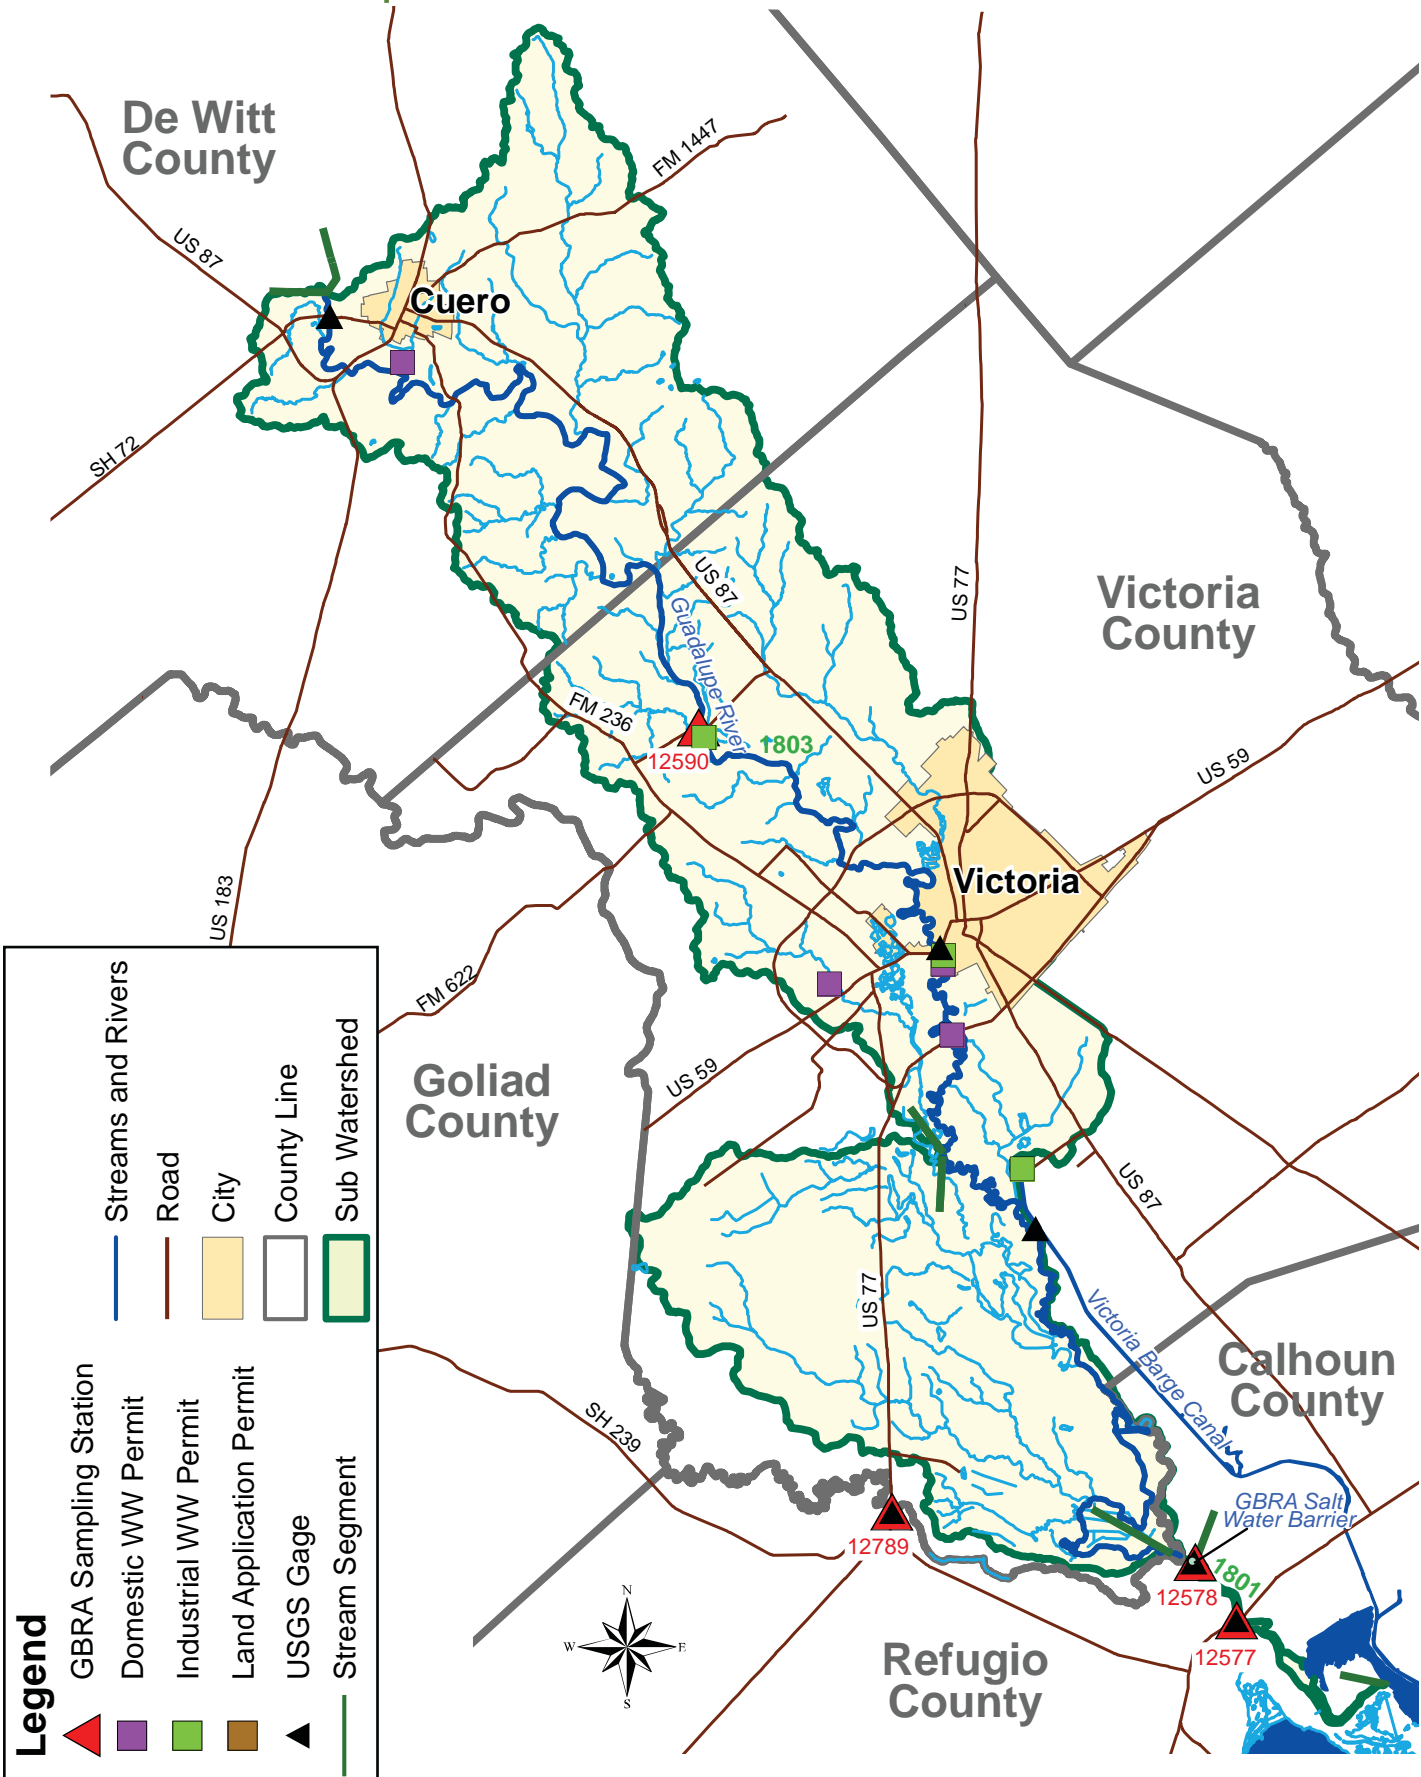 De Witt
County
FM 1447
US 87
Cuero
SH 72
US 77
Victoria
County
US 87
Guadalupe River
FM 236
12590
1803
US 59
Victoria
US 183
FM 622
Goliad
County
US 59
US 87
US 77
Victoria Barge Canal
Calhoun
County
SH 239
GBRA Salt
Water Barrier
12789
12578
1801
12577
Refugio
County
N
W
E
S
Legend
GBRA Sampling Station
Domestic WW Permit
Industrial WW Permit
Land Application Permit
USGS Gage
Stream Segment
Streams and Rivers
Road
City
County Line
Sub Watershed